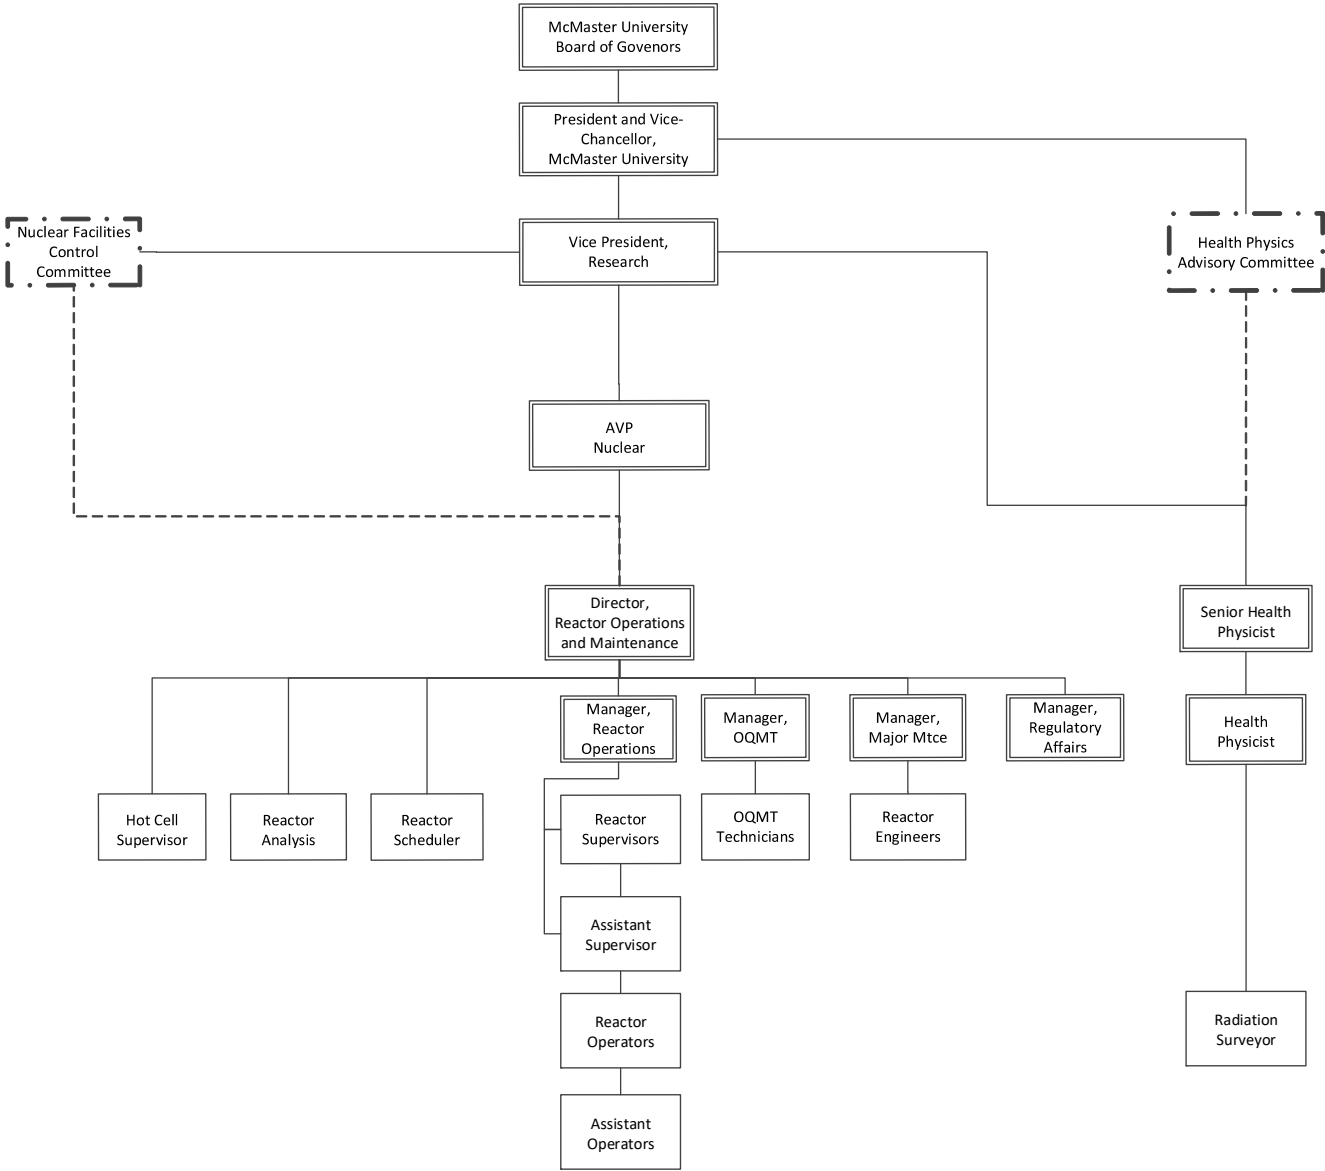 McMaster University
Board of Govenors
President and Vice-
Chancellor,
McMaster University
Nuclear Facilities
Control
Committee
Vice President,
Research
Health Physics
Advisory Committee
AVP
Nuclear
Director,
Reactor Operations
and Maintenance
Senior Health
Physicist
Manager,
Reactor
Operations
Manager,
OQMT
Manager,
Major Mtce
Manager,
Regulatory
Affairs
Health
Physicist
Hot Cell
Supervisor
Reactor
Analysis
Reactor
Scheduler
Reactor
Supervisors
OQMT
Technicians
Reactor
Engineers
Assistant
Supervisor
Reactor
Operators
Radiation
Surveyor
Assistant
Operators